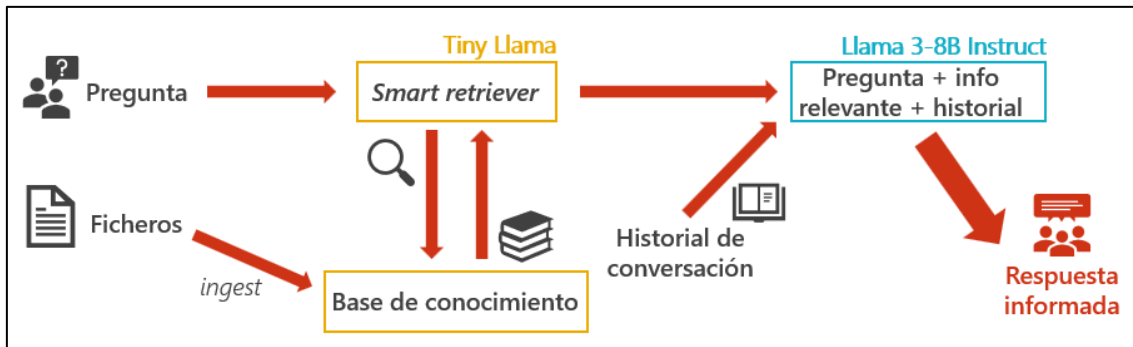 Tiny Llama
Llama 3-8B Instruct
?
Pregunta
Smart retriever
Pregunta + info
relevante + historial
Ficheros
ingest
Base de conocimiento
Historial de
conversación
Respuesta
informada